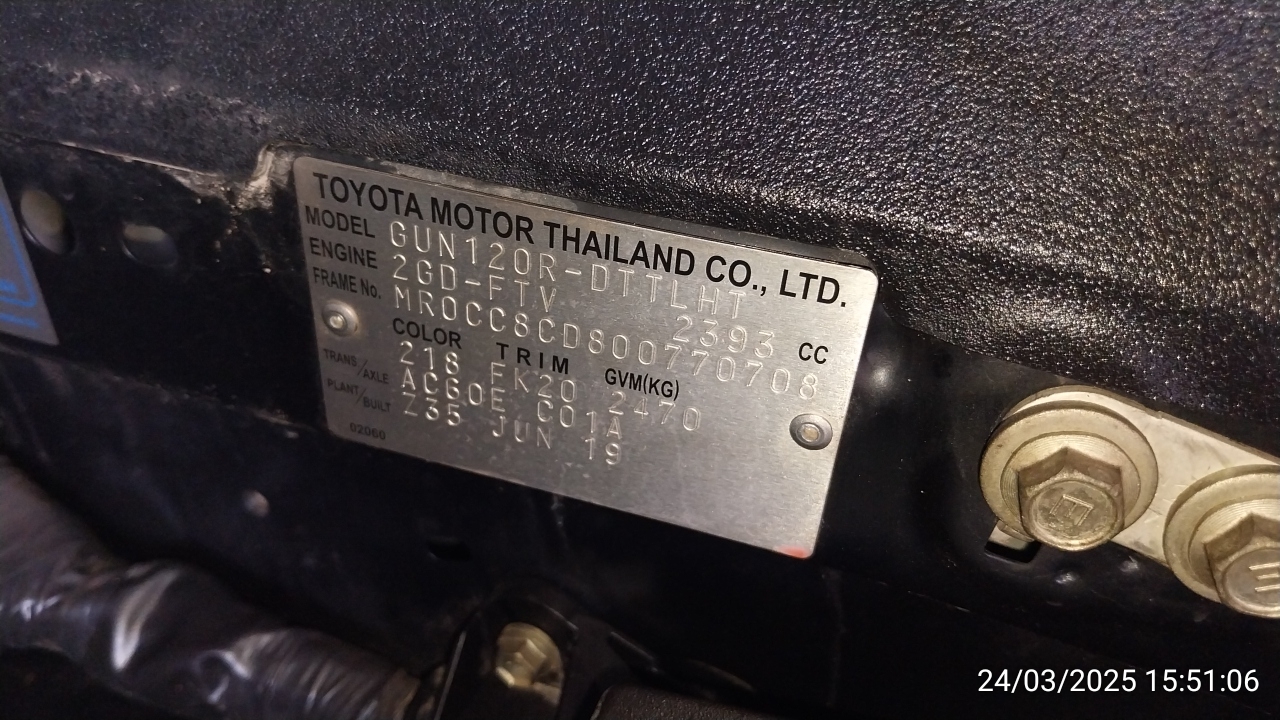 TOYOTA MOTOR THAILAND CO., LTD.
MODEL GUN120R-DTTLHT
ENGINE 2GD-FTV 2393 CC
FRAME No. MR0CC8CD800770708
COLOR TRIM GVM(KG)
218 FK20 2470
TRANS/AXLE AC60E C01A
PLANT/BUILT Z35 JUN 19
02060
24/03/2025 15:51:06